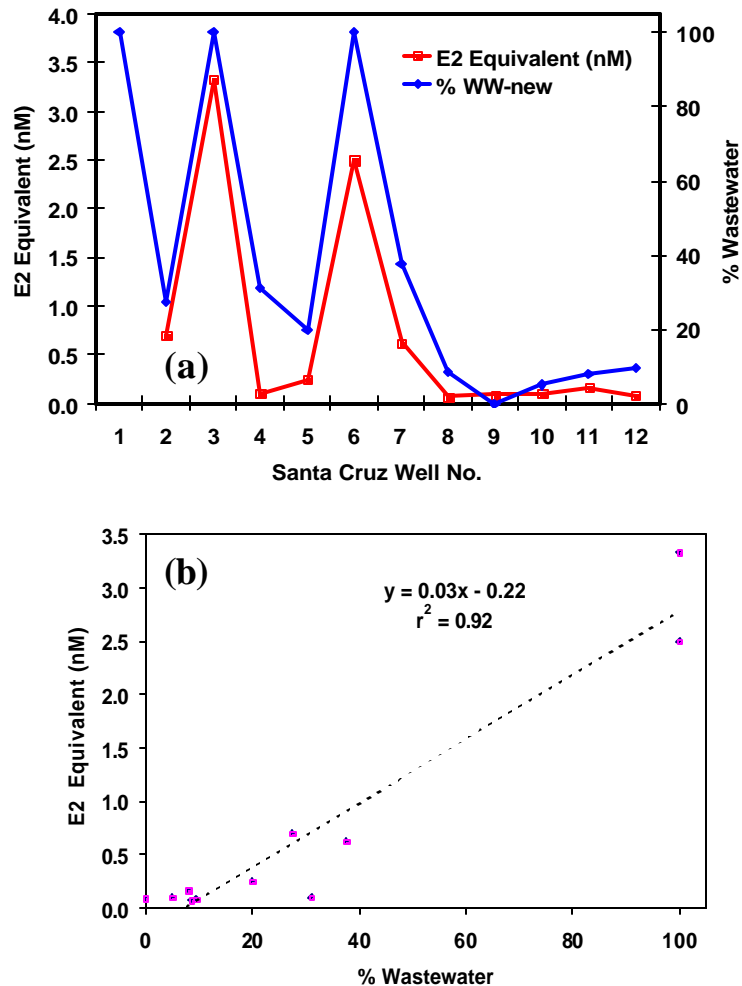 4.0
3.5
3.0
2.5
2.0
1.5
1.0
0.5
0.0
E2 Equivalent (nM)
E2 Equivalent (nM)
% WW-new
100
80
60
40
20
0
% Wastewater
(a)
1 2 3 4 5 6 7 8 9 10 11 12
Santa Cruz Well No.
3.5
3.0
2.5
2.0
1.5
1.0
0.5
0.0
E2 Equivalent (nM)
(b)
y = 0.03x - 0.22
r² = 0.92
0 20 40 60 80 100
% Wastewater